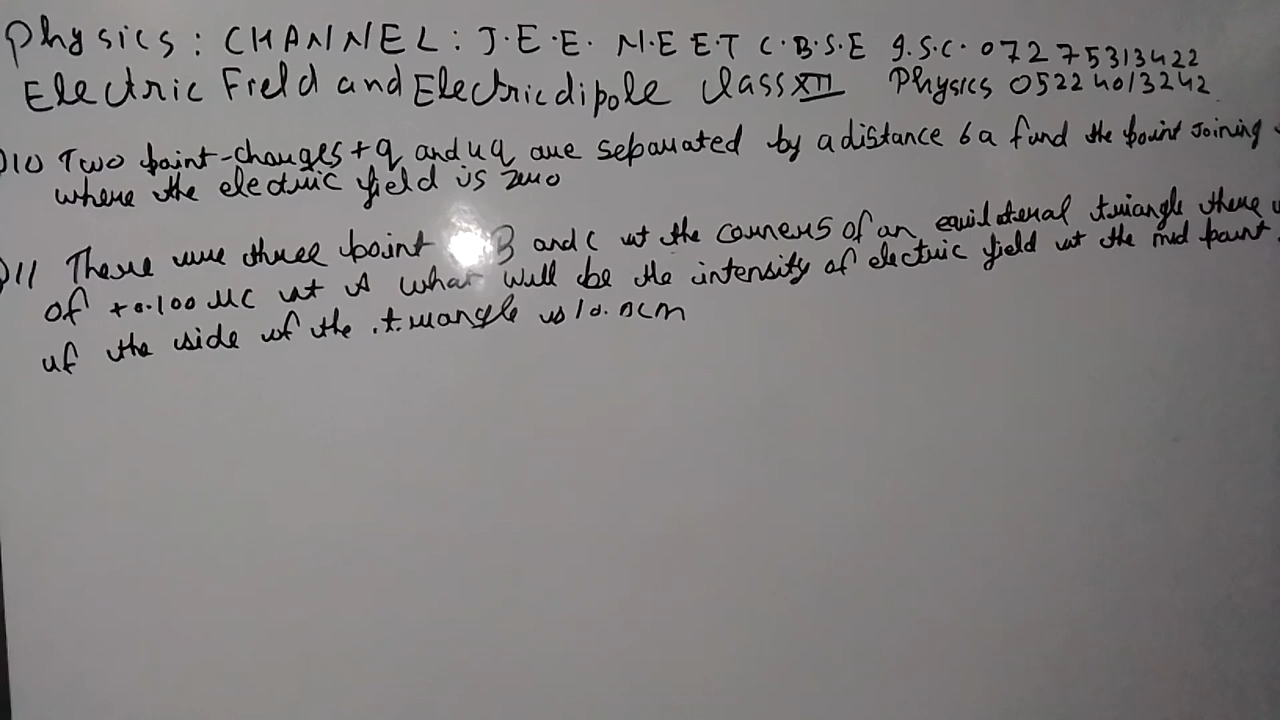 Physics: CHANNEL: J.E.E. N.E.E.T C.B.S.E I.S.C. 07275313422
Electric Field and Electric dipole Class XII Physics 05224013242
Q10 Two point-charges +q and 4q are separated by a distance 6a find the point Joining
where the electric field is zero
Q11 There are three point B and C at the corners of an equilateral triangle there
of +0.100 MC at A what will be the intensity of electric field at the mid point
of the side of the triangle is 10.0cm